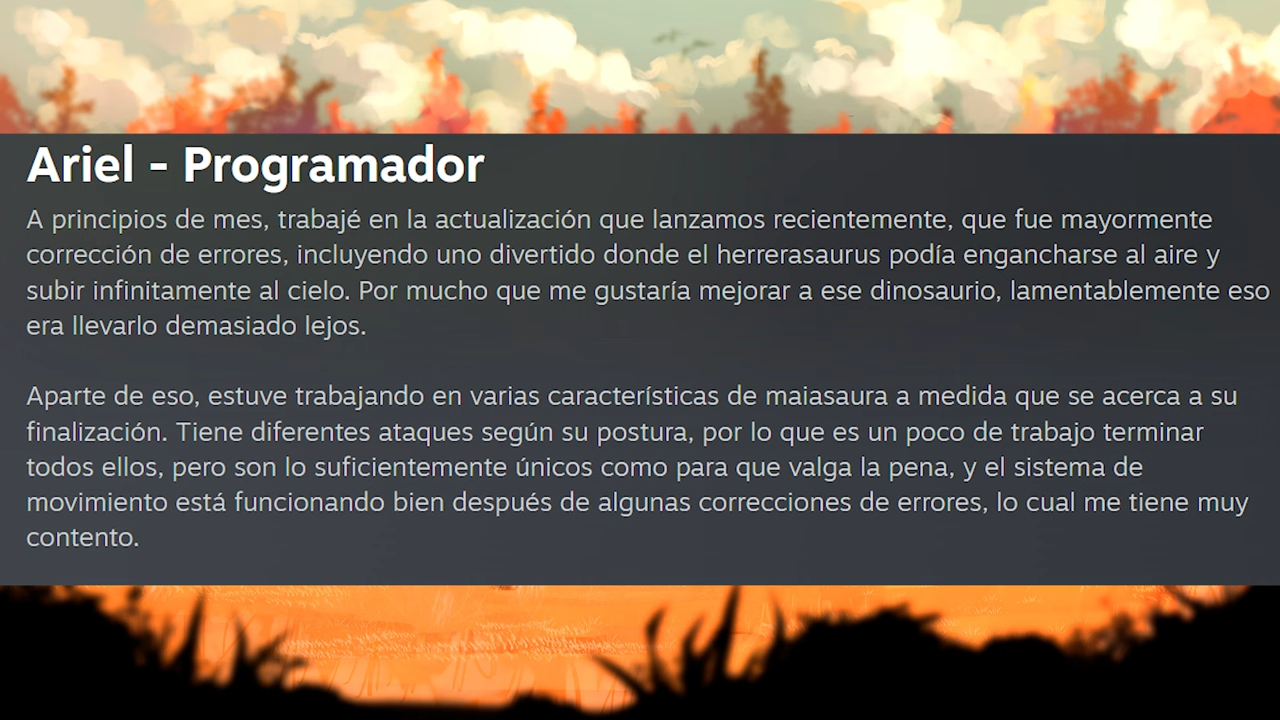 Ariel - Programador
A principios de mes, trabajé en la actualización que lanzamos recientemente, que fue mayormente
corrección de errores, incluyendo uno divertido donde el herrerasaurus podía engancharse al aire y
subir infinitamente al cielo. Por mucho que me gustaría mejorar a ese dinosaurio, lamentablemente eso
era llevarlo demasiado lejos.
Aparte de eso, estuve trabajando en varias características de maiasaura a medida que se acerca a su
finalización. Tiene diferentes ataques según su postura, por lo que es un poco de trabajo terminar
todos ellos, pero son lo suficientemente únicos como para que valga la pena, y el sistema de
movimiento está funcionando bien después de algunas correcciones de errores, lo cual me tiene muy
contento.